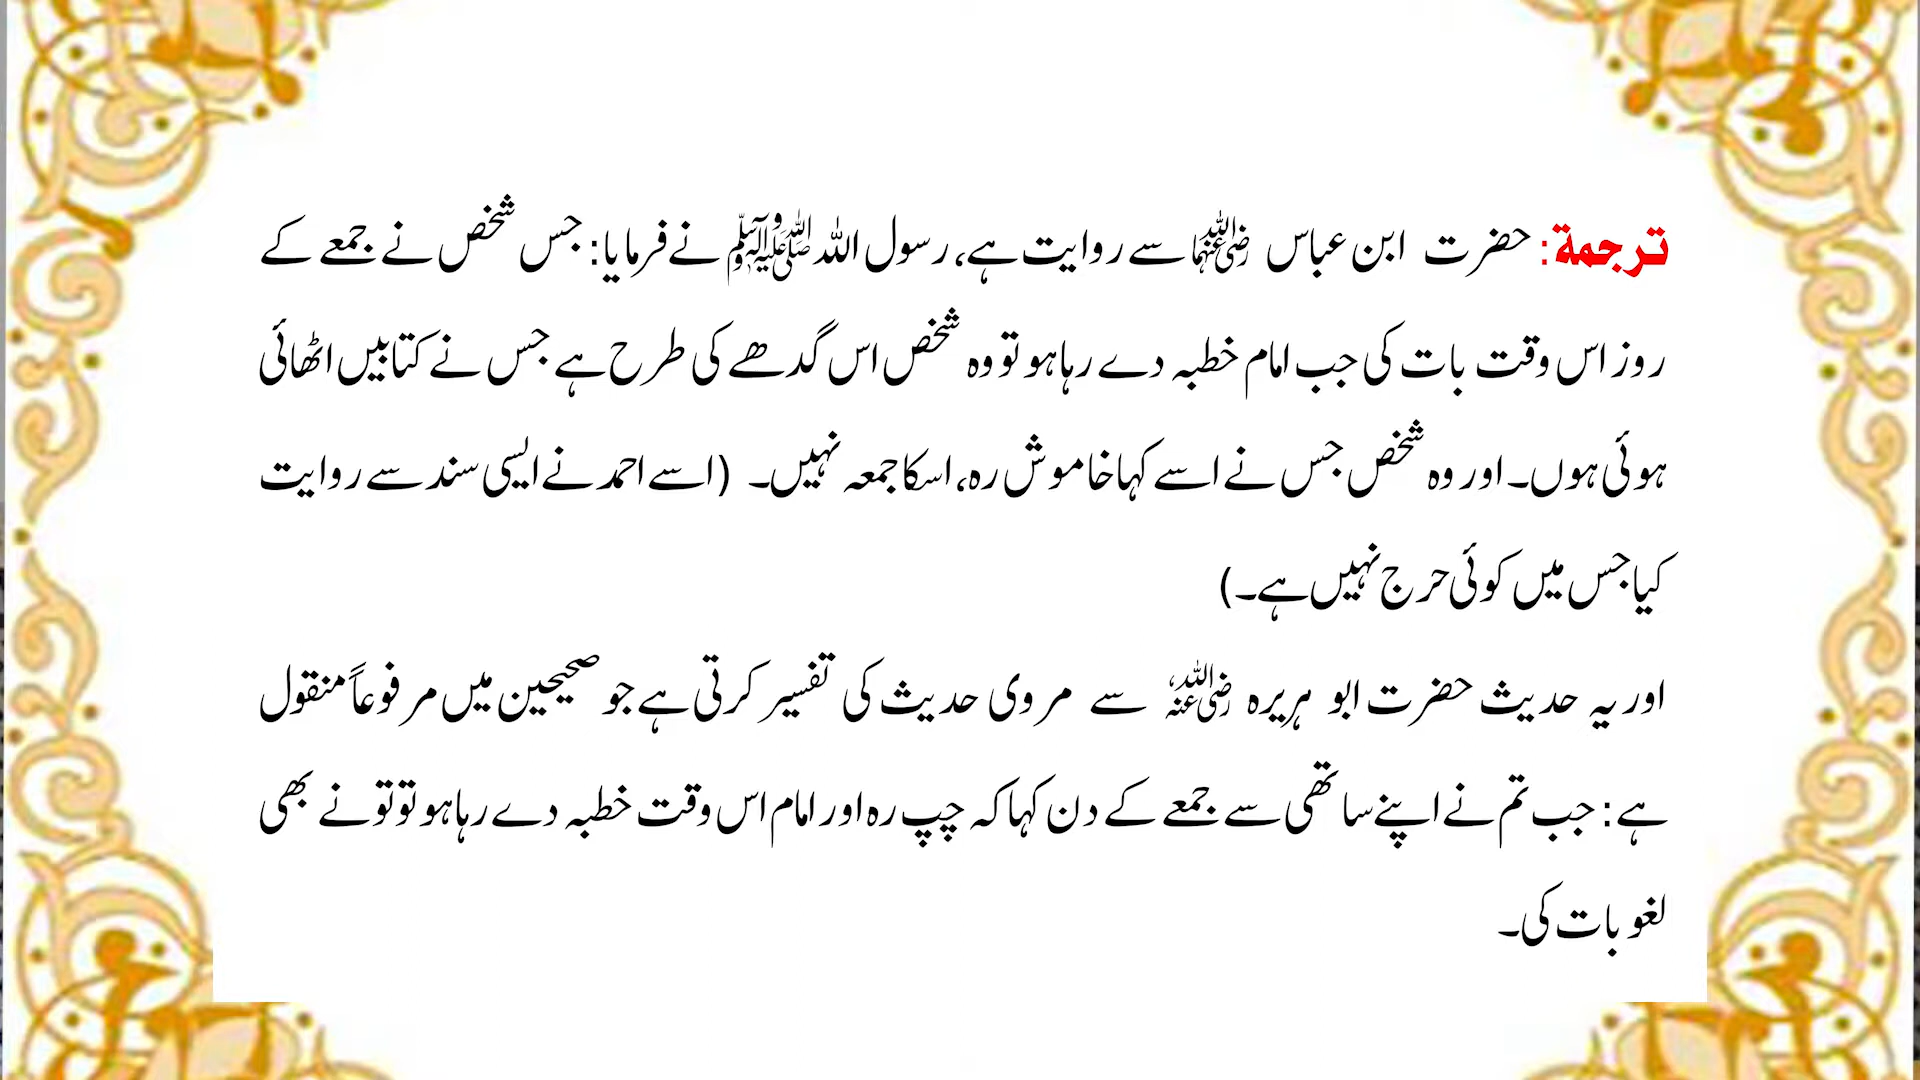 ترجمة: حضرت ابن عباس رضی اللہ عنہما سے روایت ہے، رسول اللہ ﷺ نے فرمایا: جس شخص نے جمعے کے
روز اس وقت بات کی جب امام خطبہ دے رہا ہو تو وہ شخص اس گدھے کی طرح ہے جس نے کتابیں اٹھائی
ہوئی ہوں۔ اور وہ شخص جس نے اسے کہا خاموش رہ، اسکا جمعہ نہیں۔ (اسے احمد نے ایسی سند سے روایت
کیا جس میں کوئی حرج نہیں ہے۔)
اور یہ حدیث حضرت ابو ہریرہ رضی اللہ عنہ سے مروی حدیث کی تفسیر کرتی ہے جو صحیحین میں مرفوعاً منقول
ہے: جب تم نے اپنے ساتھی سے جمعے کے دن کہا کہ چپ رہ اور امام اس وقت خطبہ دے رہا ہو تو تو نے بھی
لغو بات کی۔